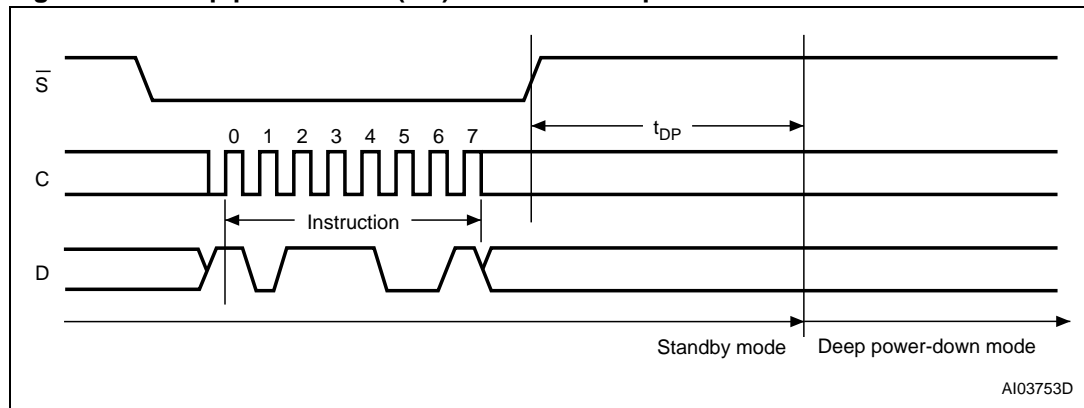 S̅
0 1 2 3 4 5 6 7
tDP
C
Instruction
D
Standby mode Deep power-down mode
AI03753D